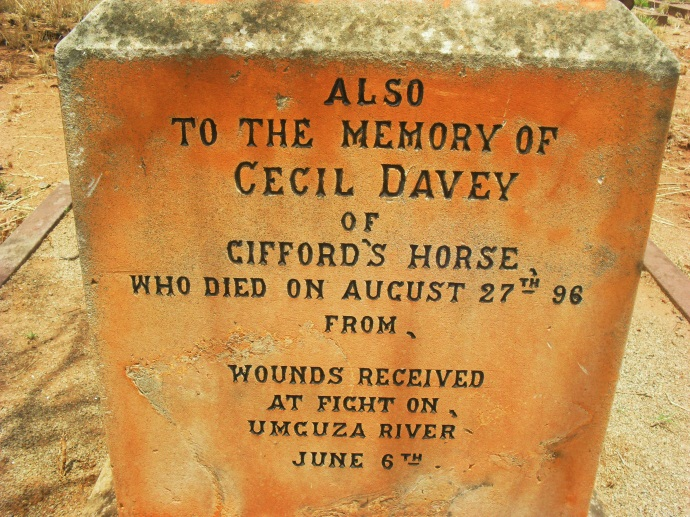 ALSO
TO THE MEMORY OF
CECIL DAVEY
OF
GIFFORD'S HORSE
WHO DIED ON AUGUST 27TH 96
FROM
WOUNDS RECEIVED
AT FIGHT ON
UMGUZA RIVER
JUNE 6TH